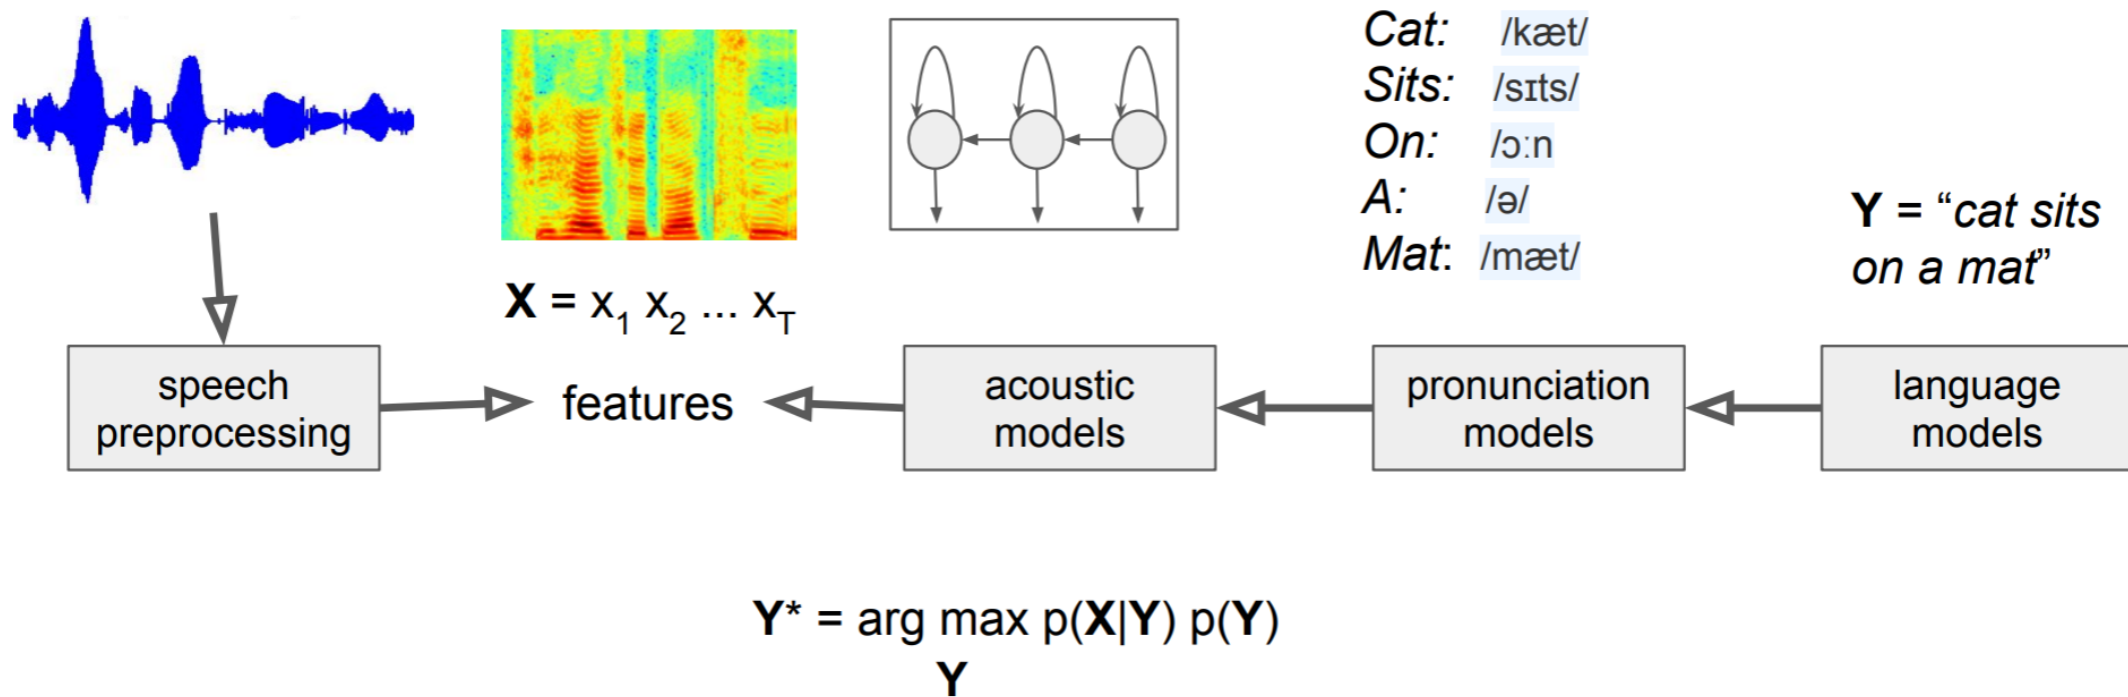 Cat: /kæt/
Sits: /sɪts/
On: /ɔːn
A: /ə/
Mat: /mæt/
Y = “cat sits
on a mat”
X = x₁ x₂ ... x_T
speech
preprocessing
features
acoustic
models
pronunciation
models
language
models
Y* = arg max p(X|Y) p(Y)
Y